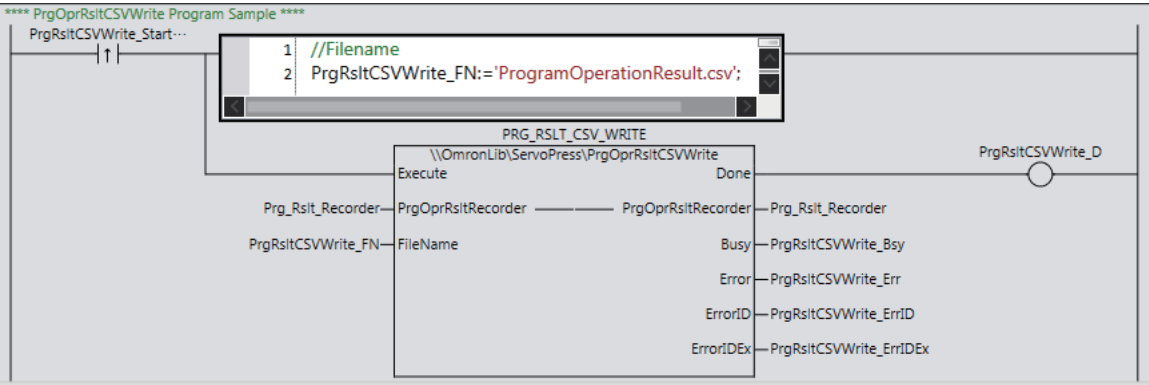 **** PrgOprRsltCSVWrite Program Sample ****
PrgRsltCSVWrite_Start...
1 //Filename
2 PrgRsltCSVWrite_FN:='ProgramOperationResult.csv';
PRG_RSLT_CSV_WRITE
\\OmronLib\ServoPress\PrgOprRsltCSVWrite
PrgRsltCSVWrite_D
Execute Done
Prg_Rslt_Recorder PrgOprRsltRecorder PrgOprRsltRecorder Prg_Rslt_Recorder
PrgRsltCSVWrite_FN FileName Busy PrgRsltCSVWrite_Bsy
Error PrgRsltCSVWrite_Err
ErrorID PrgRsltCSVWrite_ErrID
ErrorIDEx PrgRsltCSVWrite_ErrIDEx